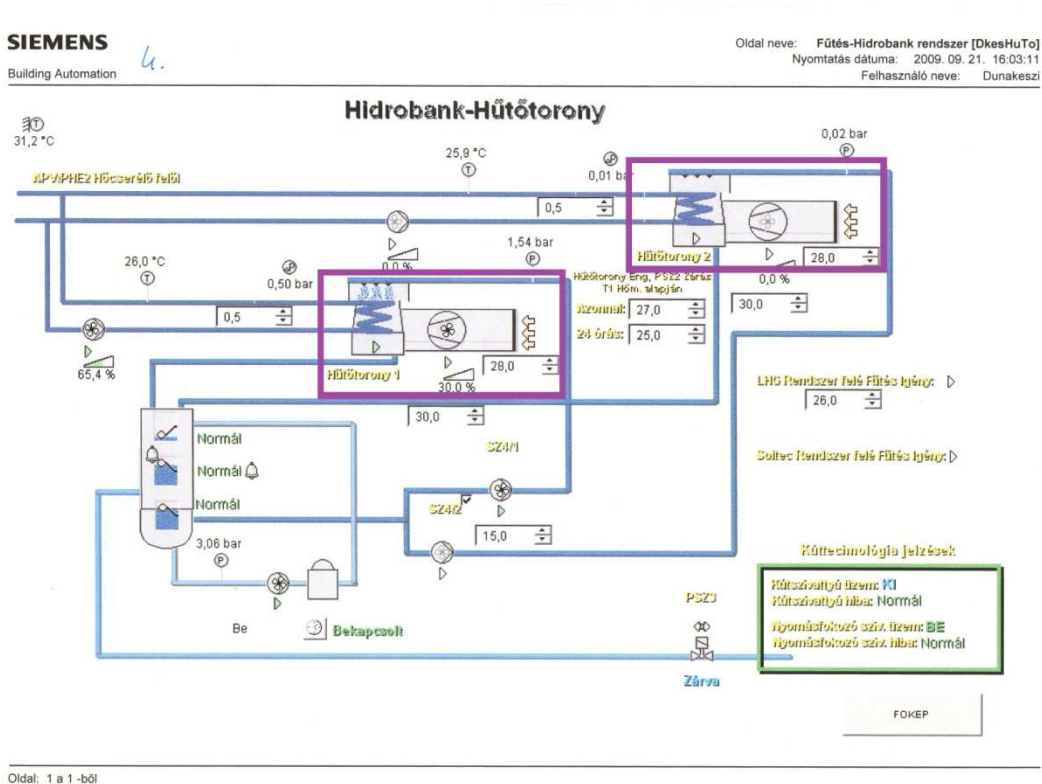 SIEMENS
Building Automation
4.
Oldal neve: Fűtés-Hidrobank rendszer [DkesHuTo]
Nyomtatás dátuma: 2009. 09. 21. 16:03:11
Felhasználó neve: Dunakeszi
Hidrobank-Hűtőtorony
T
31,2 °C
0,02 bar
P
25,9 °C
T
P
0,01 bar
APV/PHE2 Hőcserélő felől
0,5
Hűtőtorony 2
28,0
0,0 %
0,0 %
1,54 bar
P
26,0 °C
T
P
0,50 bar
Hűtőtorony Eng, PSZ2 Zárás
T1 Hőm. alapján
Azonnal: 27,0
24 órás: 25,0
30,0
0,5
65,4 %
Hűtőtorony 1
28,0
30,0 %
30,0
LHG Rendszer felé Fűtés Igény:
26,0
Normál
SZ4/1
Normál
Soltec Rendszer felé Fűtés Igény:
Normál
SZ4/2
15,0
3,06 bar
P
Kúttechnológia jelzések
Kútszivattyú üzem: KI
Kútszivattyú hiba: Normál
Nyomásfokozó sziv. üzem: BE
Nyomásfokozó sziv. hiba: Normál
PSZ3
Be
Bekapcsolt
Zárva
FOKEP
Oldal: 1 a 1 -ből